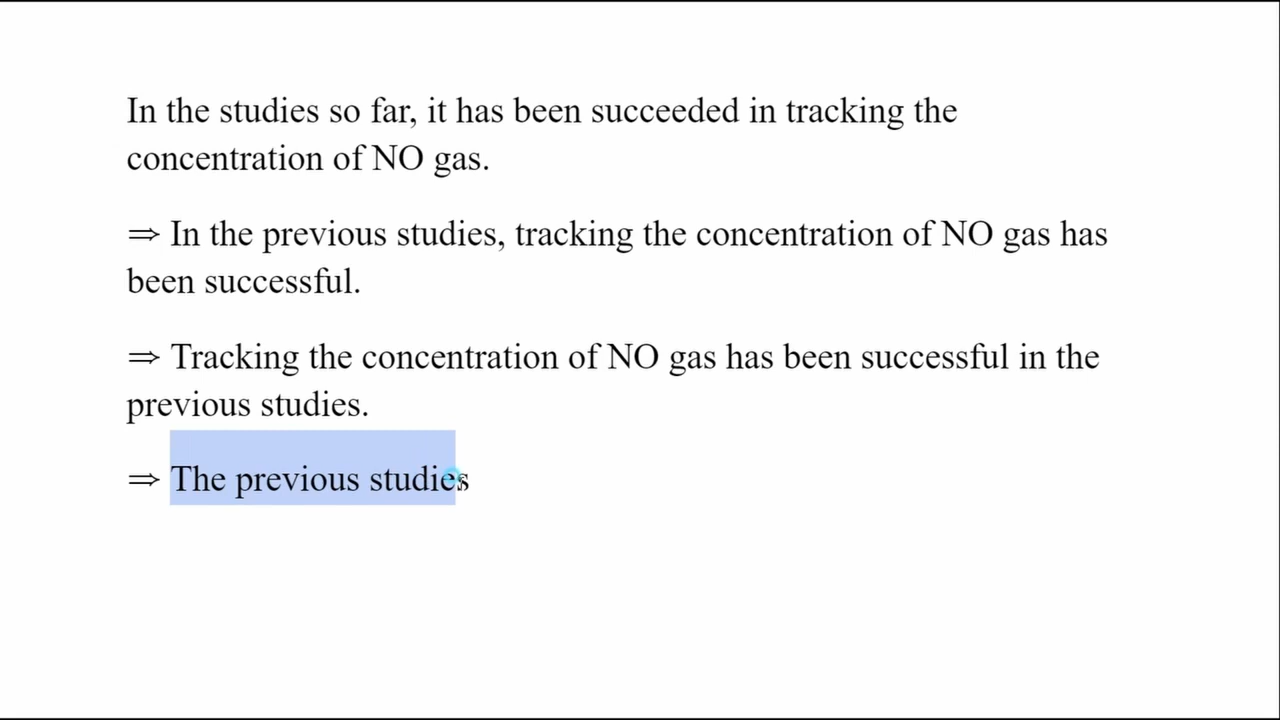 In the studies so far, it has been succeeded in tracking the
concentration of NO gas.
⇒ In the previous studies, tracking the concentration of NO gas has
been successful.
⇒ Tracking the concentration of NO gas has been successful in the
previous studies.
⇒ The previous studies